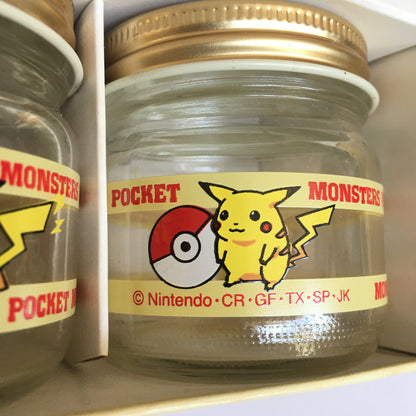 MONSTERS
POCKET
POCKET MONSTERS
© Nintendo・CR・GF・TX・SP・JK